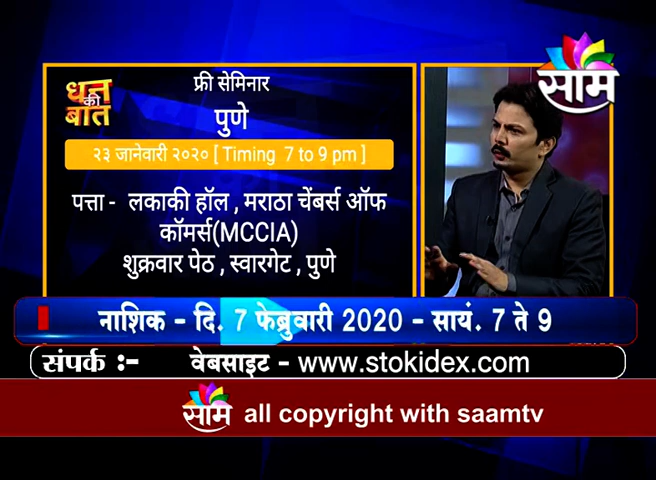 फ्री सेमिनार
साम
धन की बात
पुणे
२३ जानेवारी २०२० [ Timing 7 to 9 pm ]
पत्ता - लकाकी हॉल , मराठा चेंबर्स ऑफ
कॉमर्स(MCCIA)
शुक्रवार पेठ , स्वारगेट , पुणे
नाशिक - दि. 7 फेब्रुवारी 2020 - सायं. 7 ते 9
संपर्क :- वेबसाइट - www.stokidex.com
साम all copyright with saamtv